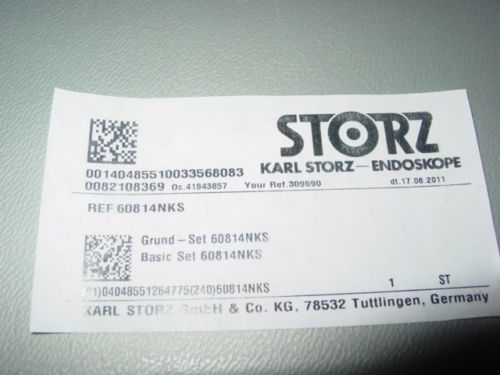 STORZ
KARL STORZ — ENDOSKOPE
00140485510033568083
0082108369 Oc.41843857 Your Ref.309690 dt.17.08.2011
REF 60814NKS
Grund – Set 60814NKS
Basic Set 60814NKS
(01)04048551264775(240)60814NKS 1 ST
KARL STORZ GmbH & Co. KG, 78532 Tuttlingen, Germany